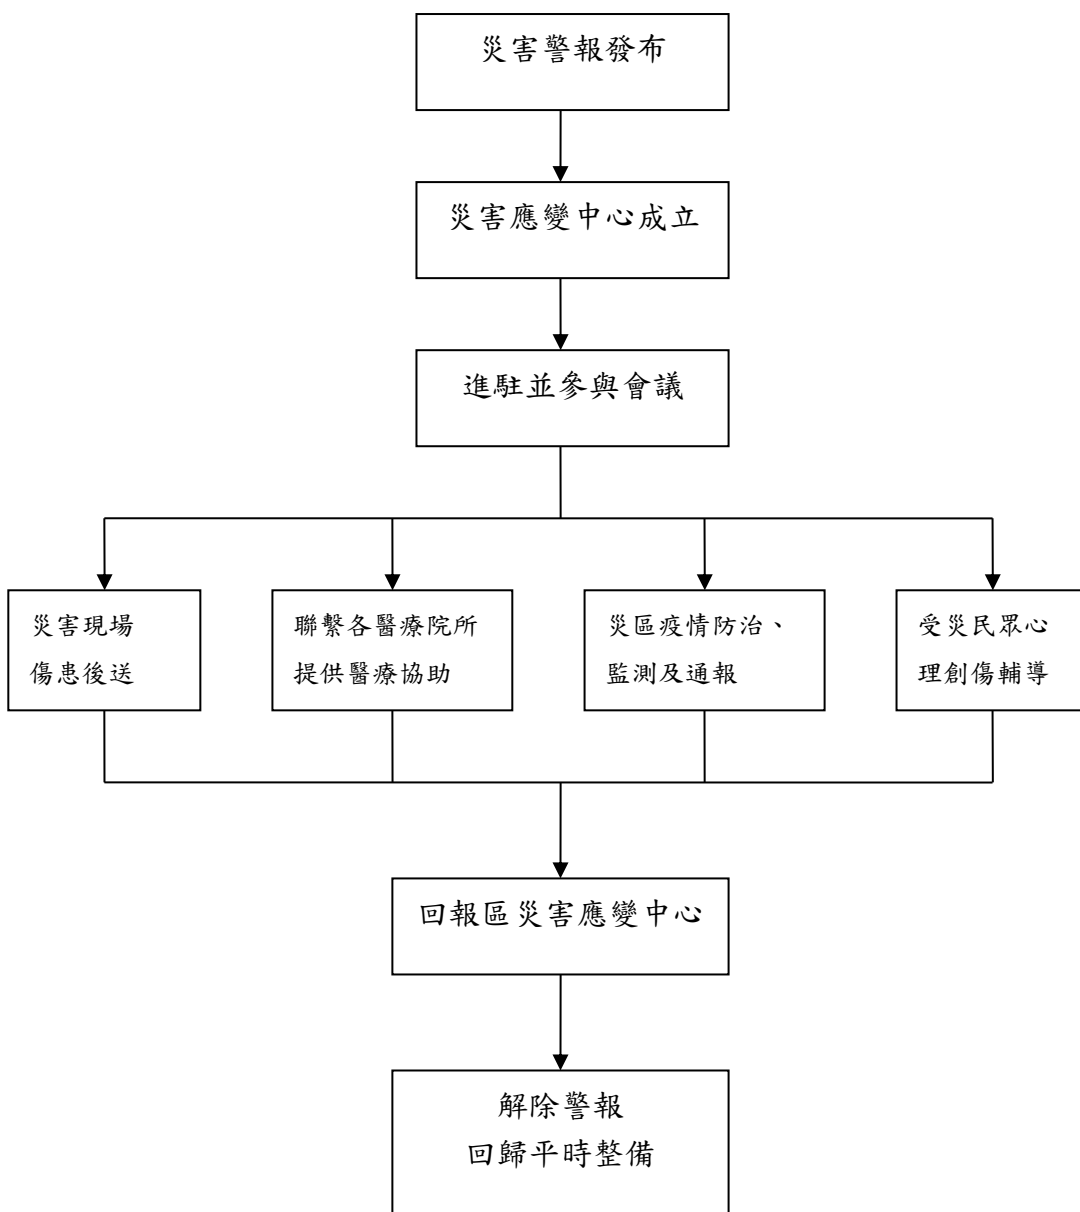 災害警報發布
災害應變中心成立
進駐並參與會議
災害現場
傷患後送
聯繫各醫療院所
提供醫療協助
災區疫情防治、
監測及通報
受災民眾心
理創傷輔導
回報區災害應變中心
解除警報
回歸平時整備